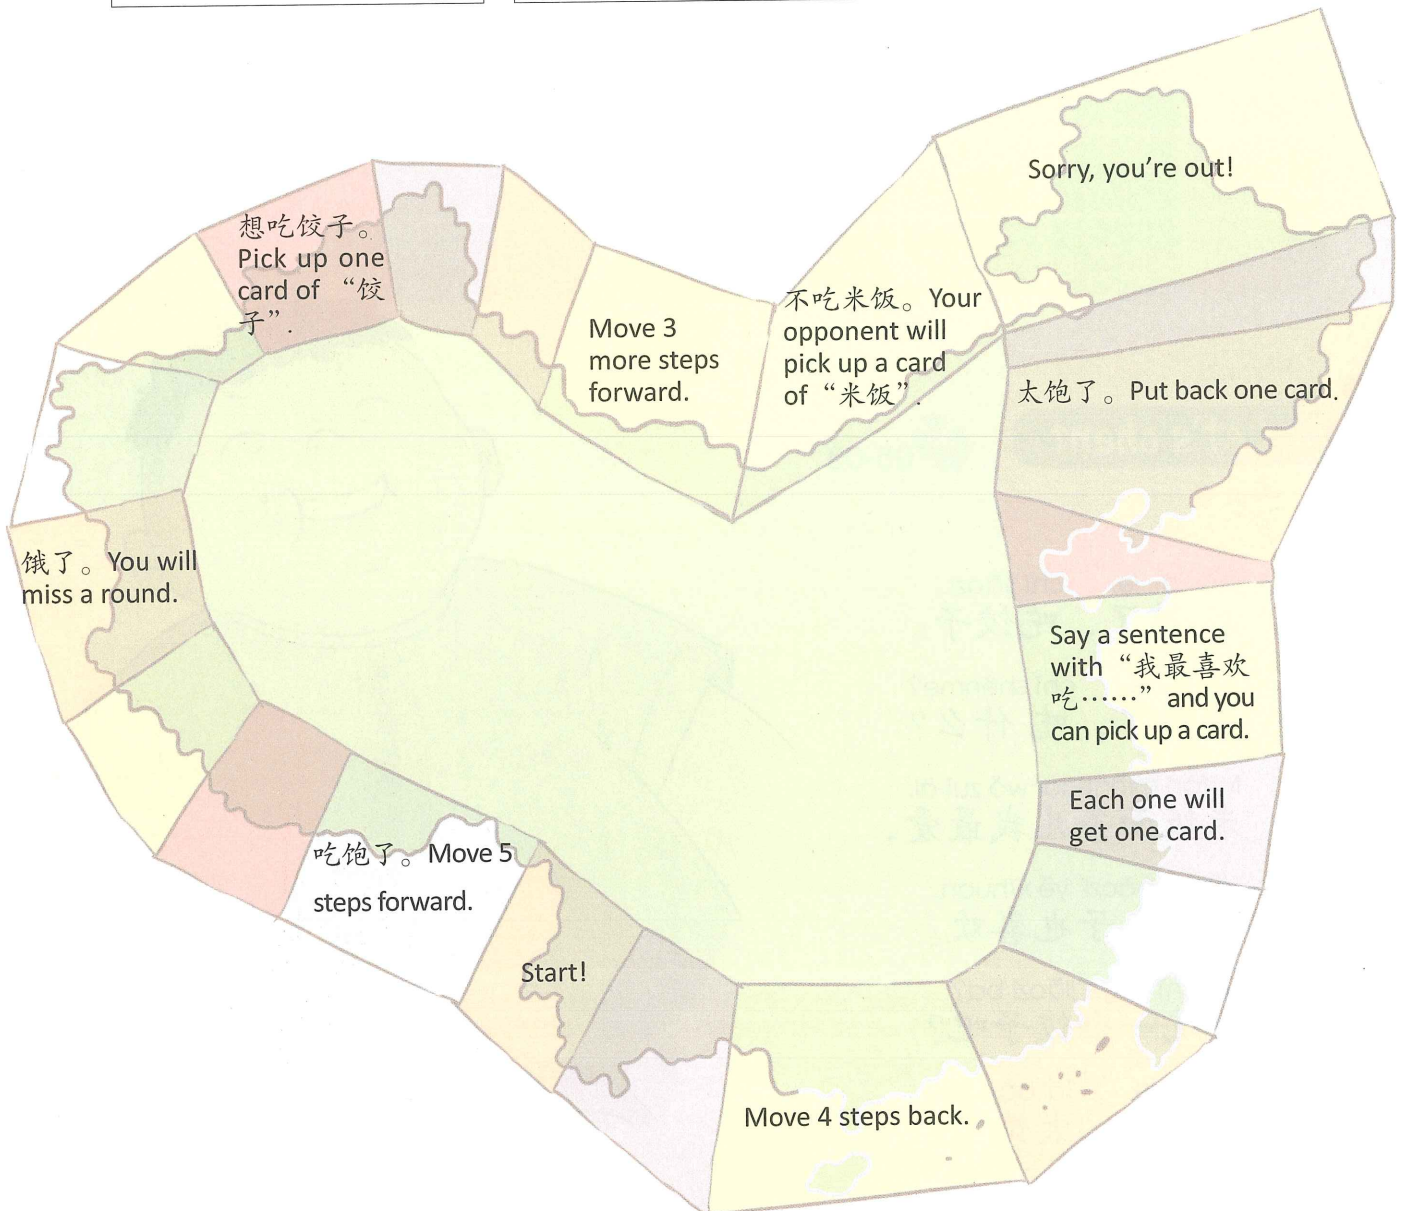 Sorry, you're out!
想吃饺子。
Pick up one
card of “饺
子”.
Move 3
more steps
forward.
不吃米饭。Your
opponent will
pick up a card
of “米饭”.
太饱了。Put back one card.
饿了。You will
miss a round.
Say a sentence
with “我最喜欢
吃……” and you
can pick up a card.
Each one will
get one card.
吃饱了。Move 5
steps forward.
Start!
Move 4 steps back.